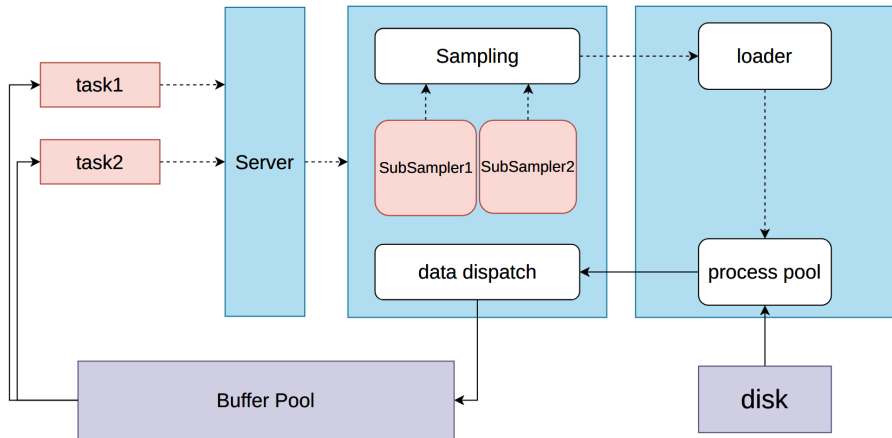 task1
task2
Server
Sampling
SubSampler1
SubSampler2
data dispatch
loader
process pool
Buffer Pool
disk